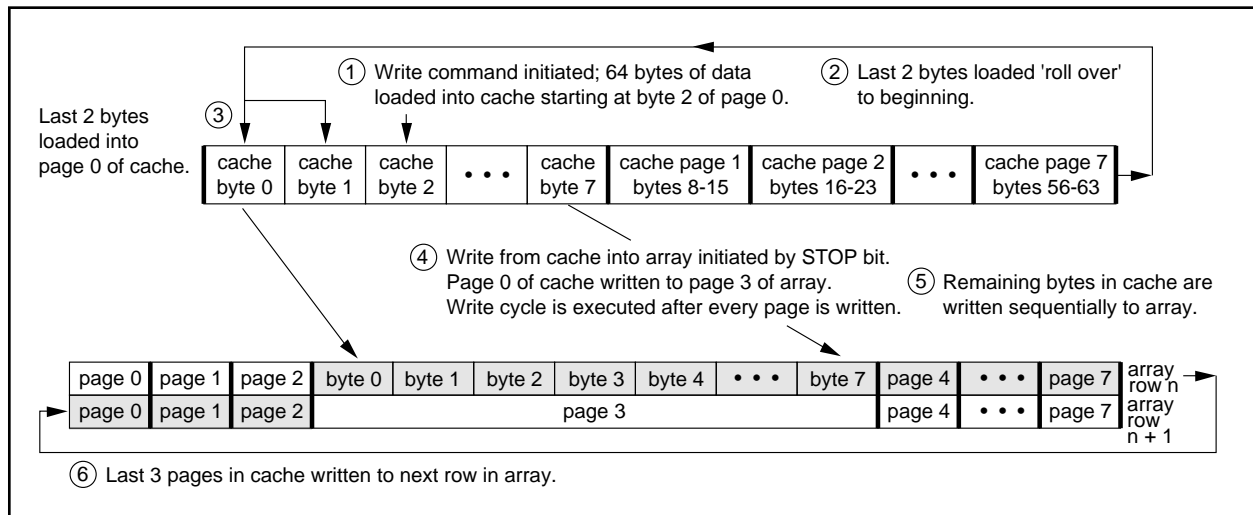 ① Write command initiated; 64 bytes of data
loaded into cache starting at byte 2 of page 0.
② Last 2 bytes loaded 'roll over'
to beginning.
③
Last 2 bytes
loaded into
page 0 of cache.
cache byte 0
cache byte 1
cache byte 2
• • •
cache byte 7
cache page 1 bytes 8-15
cache page 2 bytes 16-23
• • •
cache page 7 bytes 56-63
④ Write from cache into array initiated by STOP bit.
Page 0 of cache written to page 3 of array.
Write cycle is executed after every page is written.
⑤ Remaining bytes in cache are
written sequentially to array.
page 0 page 1 page 2 byte 0 byte 1 byte 2 byte 3 byte 4 • • • byte 7 page 4 • • • page 7 array row n
page 0 page 1 page 2 page 3 page 4 • • • page 7 array row n + 1
⑥ Last 3 pages in cache written to next row in array.